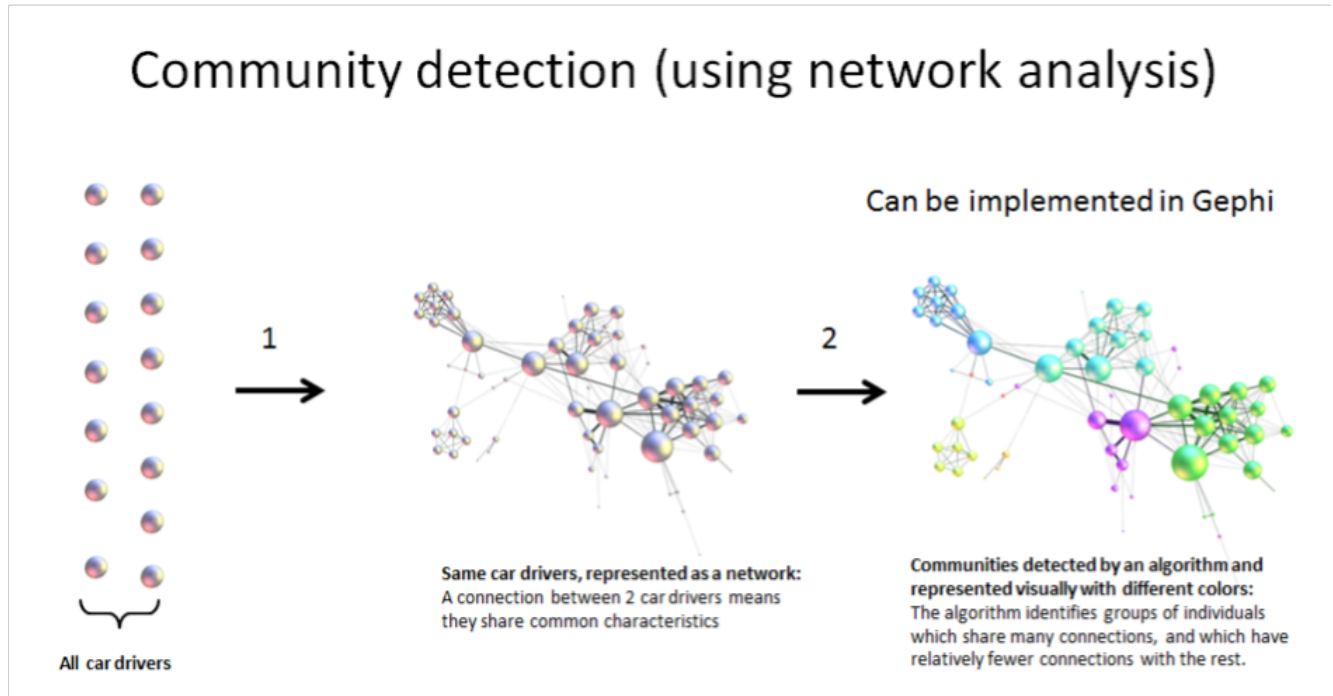 Community detection (using network analysis)
Can be implemented in Gephi
1
2
All car drivers
Same car drivers, represented as a network:
A connection between 2 car drivers means
they share common characteristics
Communities detected by an algorithm and
represented visually with different colors:
The algorithm identifies groups of individuals
which share many connections, and which have
relatively fewer connections with the rest.